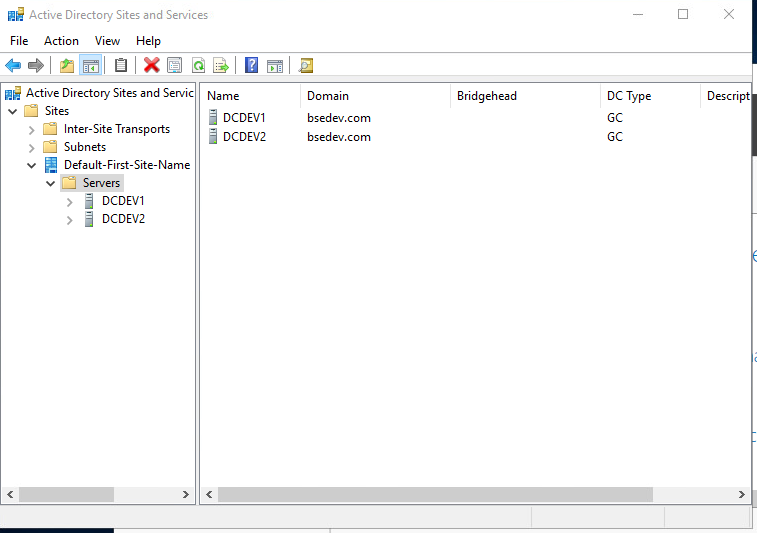 Active Directory Sites and Services
File Action View Help
Active Directory Sites and Servic
Sites
Inter-Site Transports
Subnets
Default-First-Site-Name
Servers
DCDEV1
DCDEV2
Name Domain Bridgehead DC Type Descript
DCDEV1 bsedev.com GC
DCDEV2 bsedev.com GC